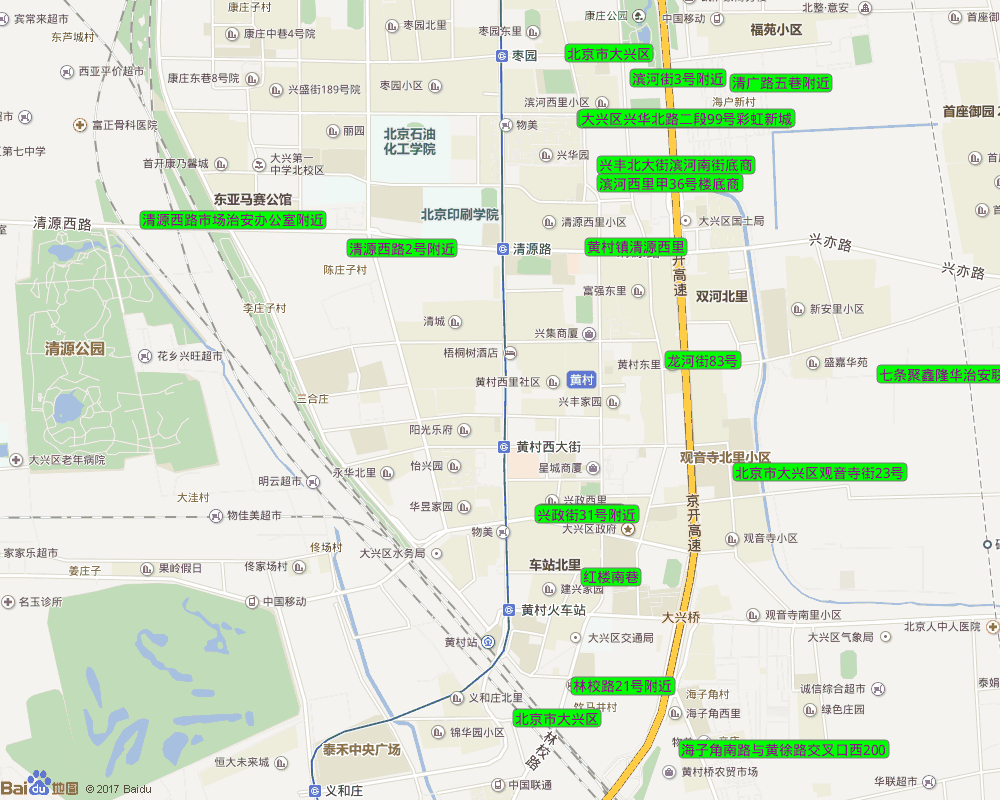 康庄子村
康庄公园
北整·意安
首座御
宾常来超市
枣园北里
中国移动
福苑小区
东芦城村
康庄中巷4号院
枣园东里
枣园
北京市大兴区
西亚平价超市
康庄东巷8号院
枣园小区
滨河街3号附近
清广路五巷附近
兴盛街189号院
滨河西里小区
海户新村
首座御园
富正骨科医院
丽园
北京石油
化工学院
物美
大兴区兴华北路二段99号彩虹新城
第七中学
首开康乃馨城
大兴第一
中学北校区
兴华园
兴丰北大街滨河南街底商
滨河西里甲36号楼底商
东亚马赛公馆
清源西路
清源西路市场治安办公室附近
北京印刷学院
清源西里小区
大兴区国土局
清源西路2号附近
清源路
黄村镇清源西里
兴亦路
兴亦路
陈庄子村
开高速
富强东里
双河北里
李庄子村
新安里小区
清城
兴集商厦
清源公园
花乡兴旺超市
梧桐树酒店
黄村东里
龙河街83号
盛嘉华苑
黄村西里社区
黄村
七条聚鑫隆华治安联
三合庄
兴丰家园
阳光乐府
黄村西大街
大兴区老年病院
永华北里
怡兴园
星城商厦
观音寺北里小区
北京市大兴区观音寺街23号
明云超市
大洼村
兴政西里
华昱家园
兴政街31号附近
物佳美超市
物美
大兴区政府
京开高速
观音寺小区
家家乐超市
佟场村
大兴区水务局
姜庄子
果岭假日
佟家场村
车站北里
红楼南巷
名玉诊所
中国移动
建兴家园
黄村火车站
大兴桥
观音寺南里小区
北京人中人医院
黄村站
大兴区交通局
大兴区气象局
林校路21号附近
海子角村
诚信综合超市
泰娟
义和庄北里
饮马井村
海子角西里
绿色庄园
北京市大兴区
锦华园小区
林校路
泰禾中央广场
海子角南路与黄徐路交叉口西200
恒大未来城
黄村桥农贸市场
义和庄
中国联通
华联超市
Bai du 地图 © 2017 Baidu